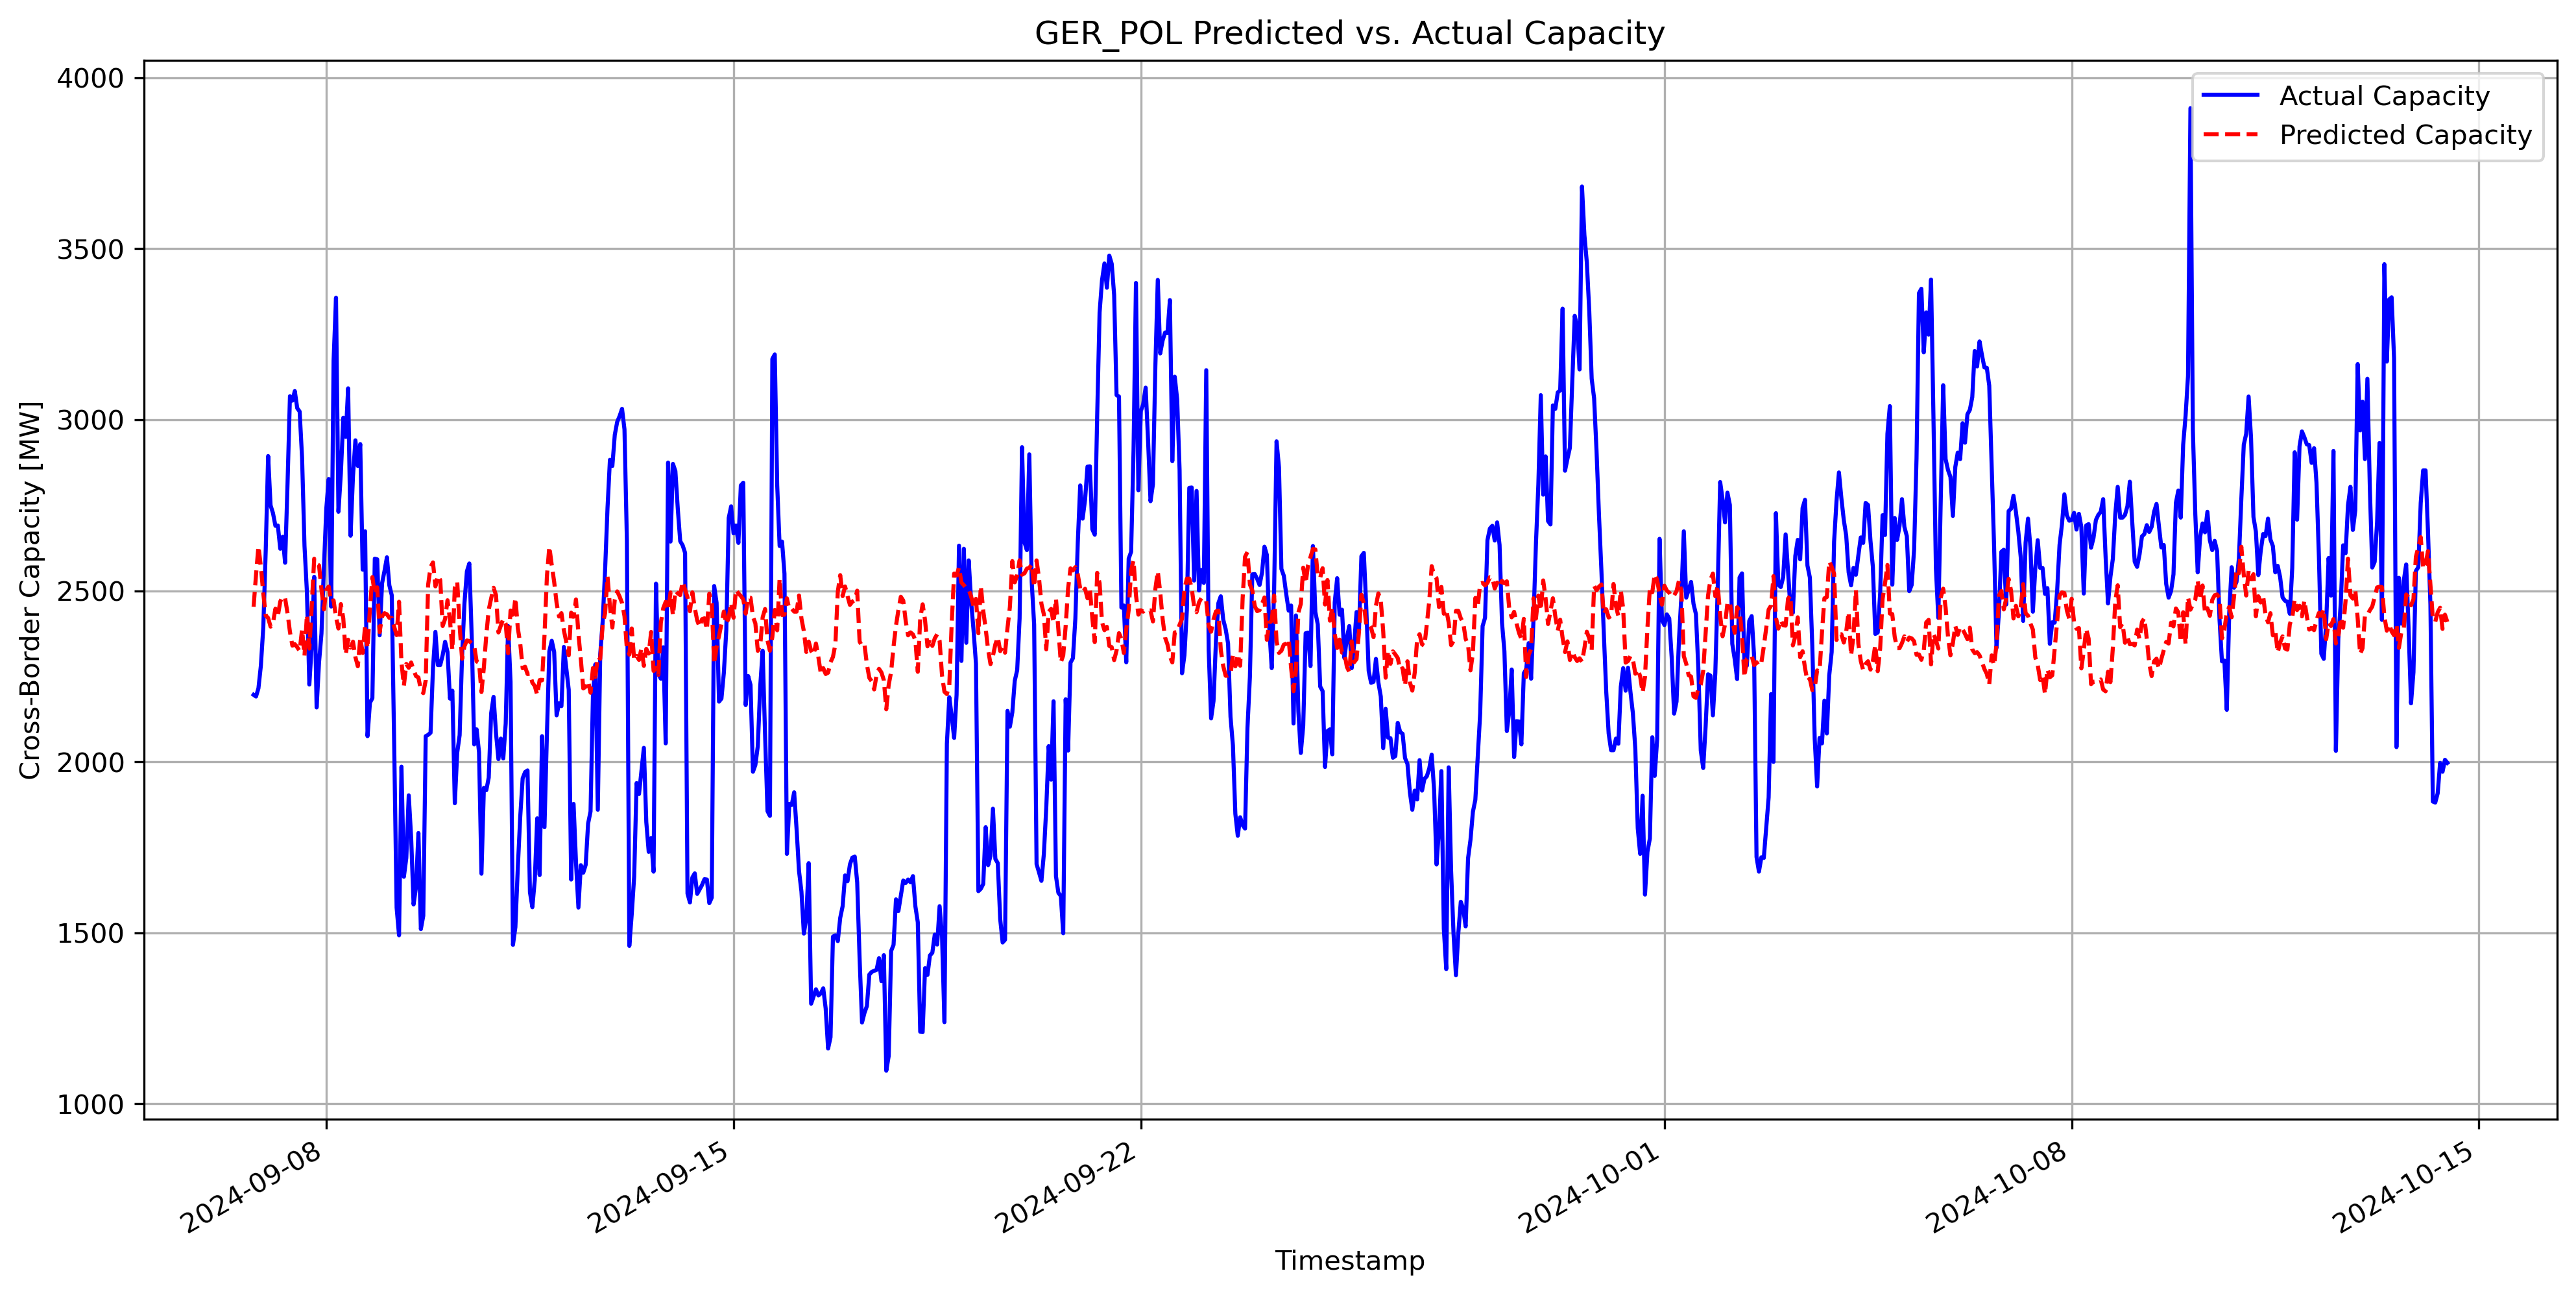 GER_POL Predicted vs. Actual Capacity
Actual Capacity
Predicted Capacity
Cross-Border Capacity [MW]
4000
3500
3000
2500
2000
1500
1000
2024-09-08
2024-09-15
2024-09-22
2024-10-01
2024-10-08
2024-10-15
Timestamp